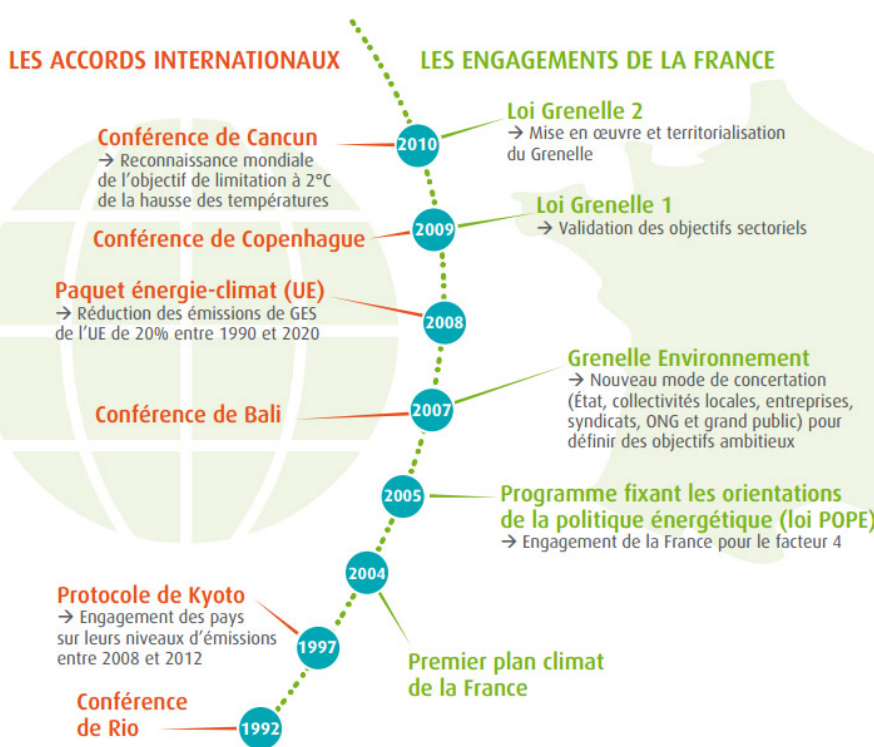 LES ACCORDS INTERNATIONAUX
LES ENGAGEMENTS DE LA FRANCE
Loi Grenelle 2
→ Mise en œuvre et territorialisation
du Grenelle
Conférence de Cancun
→ Reconnaissance mondiale
de l'objectif de limitation à 2°C
de la hausse des températures
2010
Loi Grenelle 1
→ Validation des objectifs sectoriels
Conférence de Copenhague
2009
Paquet énergie-climat (UE)
→ Réduction des émissions de GES
de l'UE de 20% entre 1990 et 2020
2008
Grenelle Environnement
→ Nouveau mode de concertation
(État, collectivités locales, entreprises,
syndicats, ONG et grand public) pour
définir des objectifs ambitieux
Conférence de Bali
2007
2005
Programme fixant les orientations
de la politique énergétique (loi POPE)
→ Engagement de la France pour le facteur 4
2004
Protocole de Kyoto
→ Engagement des pays
sur leurs niveaux d'émissions
entre 2008 et 2012
1997
Premier plan climat
de la France
Conférence
de Rio
1992